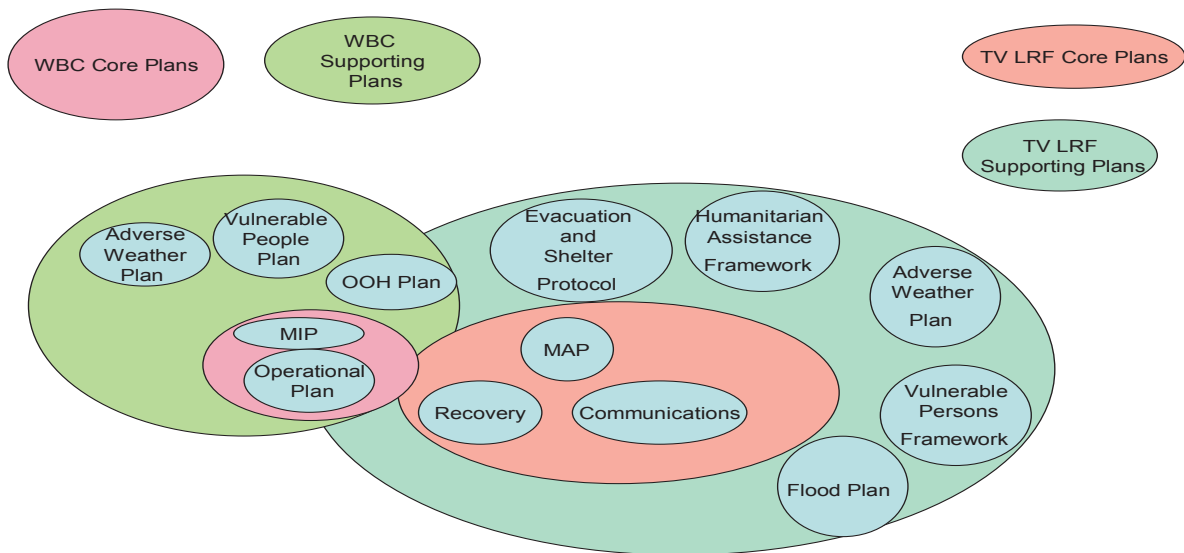 WBC Core Plans
WBC
Supporting
Plans
TV LRF Core Plans
TV LRF
Supporting Plans
Adverse
Weather
Plan
Vulnerable
People
Plan
OOH Plan
MIP
Operational
Plan
Evacuation
and
Shelter
Protocol
Humanitarian
Assistance
Framework
Adverse
Weather
Plan
MAP
Recovery
Communications
Vulnerable
Persons
Framework
Flood Plan